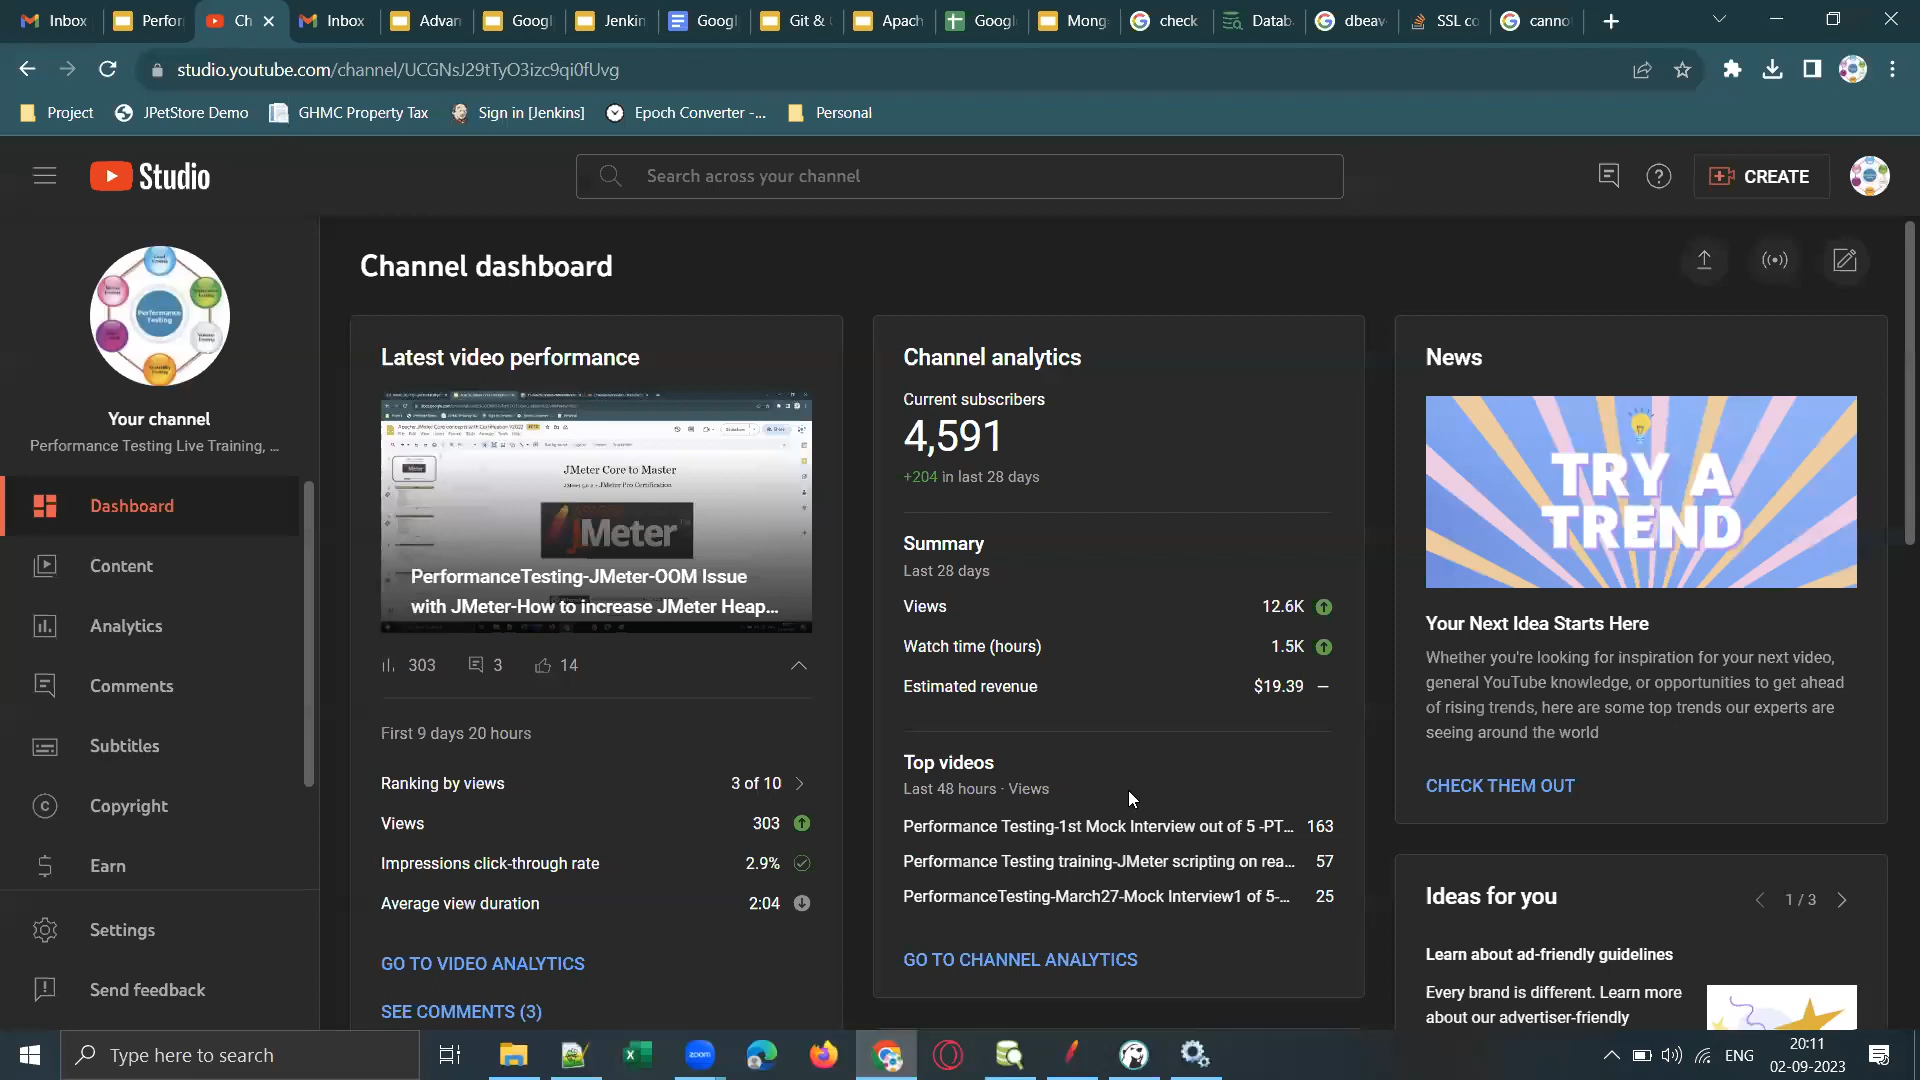 Inbox
Perfor
Ch
Inbox
Advan
Googl
Jenkin
Googl
Git &
Apach
Googl
Mong
check
Datab
dbeav
SSL co
canno
studio.youtube.com/channel/UCGNsJ29tTyO3izc9qi0fUvg
Project
JPetStore Demo
GHMC Property Tax
Sign in [Jenkins]
Epoch Converter -...
Personal
Studio
Search across your channel
CREATE
Performance Testing
Your channel
Performance Testing Live Training, ...
Dashboard
Content
Analytics
Comments
Subtitles
Copyright
Earn
Settings
Send feedback
Channel dashboard
Latest video performance
JMeter Core to Master
JMeter
PerformanceTesting-JMeter-OOM Issue
with JMeter-How to increase JMeter Heap...
303 3 14
First 9 days 20 hours
Ranking by views 3 of 10
Views 303
Impressions click-through rate 2.9%
Average view duration 2:04
GO TO VIDEO ANALYTICS
SEE COMMENTS (3)
Channel analytics
Current subscribers
4,591
+204 in last 28 days
Summary
Last 28 days
Views 12.6K
Watch time (hours) 1.5K
Estimated revenue $19.39 —
Top videos
Last 48 hours · Views
Performance Testing-1st Mock Interview out of 5 -PT... 163
Performance Testing training-JMeter scripting on rea... 57
PerformanceTesting-March27-Mock Interview1 of 5-... 25
GO TO CHANNEL ANALYTICS
News
TRY A
TREND
Your Next Idea Starts Here
Whether you're looking for inspiration for your next video,
general YouTube knowledge, or opportunities to get ahead
of rising trends, here are some top trends our experts are
seeing around the world
CHECK THEM OUT
Ideas for you
1 / 3
Learn about ad-friendly guidelines
Every brand is different. Learn more
about our advertiser-friendly
Type here to search
zoom
ENG
20:11
02-09-2023